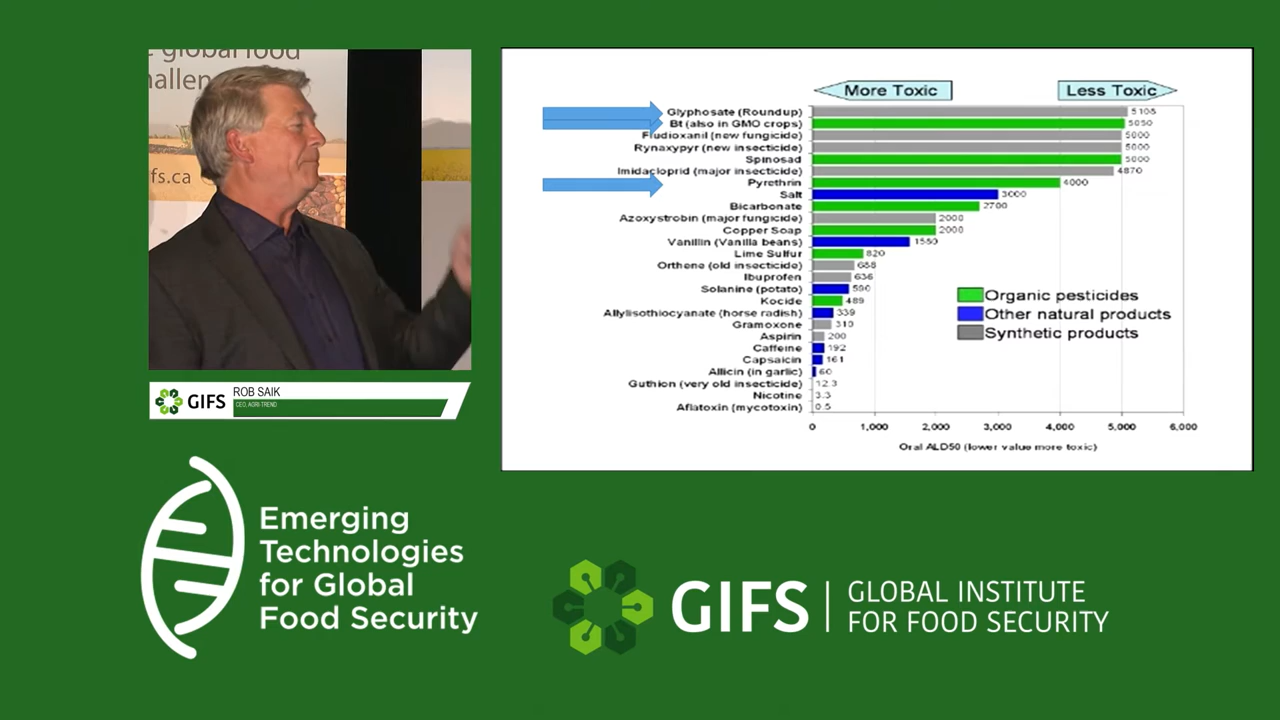 e global food
hallen
fs.ca
GIFS
ROB SAIK
CEO, AGRI-TREND
Emerging
Technologies
for Global
Food Security
More Toxic
Less Toxic
Glyphosate (Roundup) 5108
Bt (also in GMO crops) 5050
Fludioxanil (new fungicide) 5000
Rynaxypyr (new insecticide) 5000
Spinosad 5000
Imidacloprid (major insecticide) 4870
Pyrethrin 4000
Salt 3000
Bicarbonate 2700
Azoxystrobin (major fungicide) 2000
Copper Soap 2000
Vanillin (Vanilla beans) 1580
Lime Sulfur 820
Orthene (old insecticide) 688
Ibuprofen 636
Solanine (potato) 590
Kocide 489
Allylisothiocyanate (horse radish) 339
Gramoxone 310
Aspirin 200
Caffeine 192
Capsaicin 161
Allicin (in garlic) 60
Guthion (very old insecticide) 12.3
Nicotine 3.3
Aflatoxin (mycotoxin) 0.5
0 1,000 2,000 3,000 4,000 5,000 6,000
Oral ALD50 (lower value more toxic)
Organic pesticides
Other natural products
Synthetic products
GIFS
GLOBAL INSTITUTE
FOR FOOD SECURITY